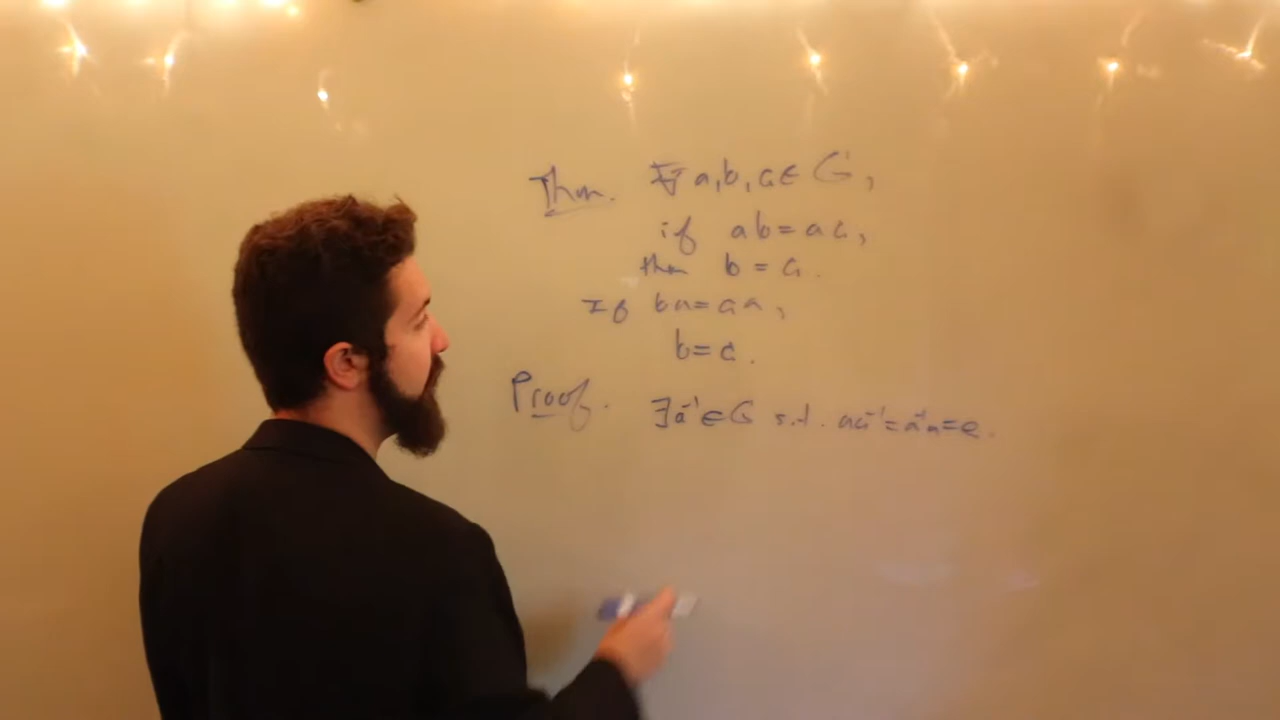 Thm. ∀ a,b,c∈ G,
if ab=ac,
then b=c.
If ba=ca,
b=c.
Proof. ∃a⁻¹∈G s.t. aa⁻¹=a⁻¹a=e.